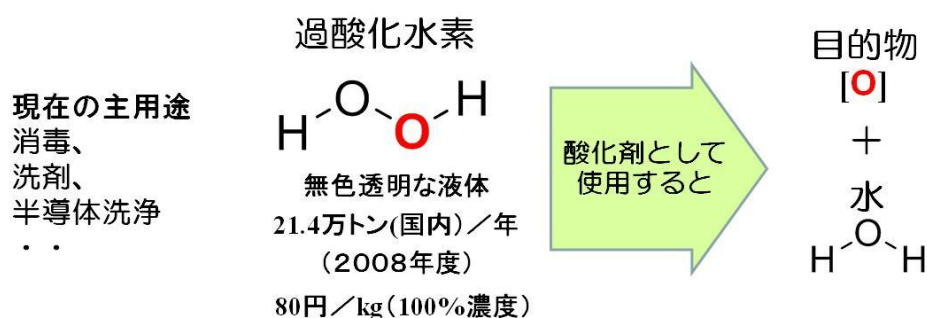 過酸化水素
現在の主用途
消毒、
洗剤、
半導体洗浄
・・
H O O H
無色透明な液体
21.4万トン(国内)／年
（2008年度）
80円／kg（100%濃度）
酸化剤として
使用すると
目的物
[O]
＋
水
H O H